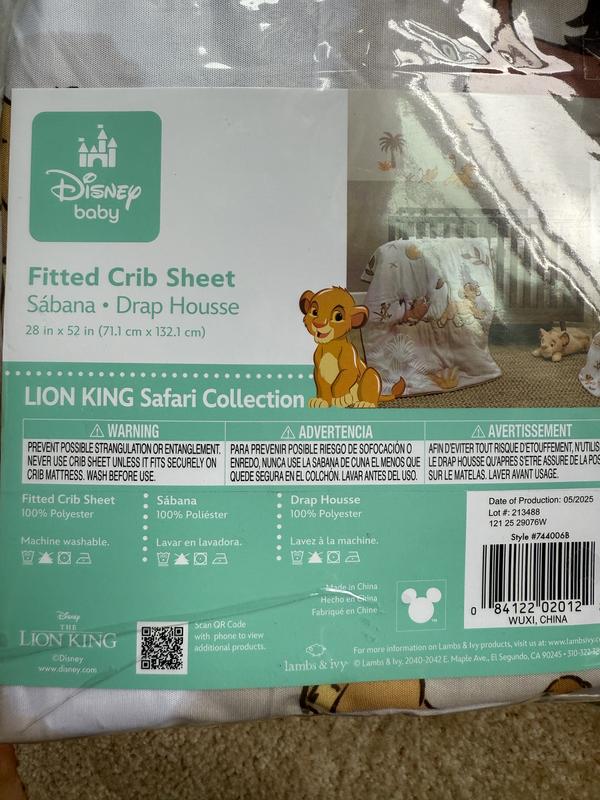 Disney
baby
Fitted Crib Sheet
Sábana • Drap Housse
28 in x 52 in (71.1 cm x 132.1 cm)
LION KING Safari Collection
WARNING
PREVENT POSSIBLE STRANGULATION OR ENTANGLEMENT.
NEVER USE CRIB SHEET UNLESS IT FITS SECURELY ON
CRIB MATTRESS. WASH BEFORE USE.
ADVERTENCIA
PARA PREVENIR POSIBLE RIESGO DE SOFOCACIÓN O
ENREDO, NUNCA USE LA SABANA DE CUNA EL MENOS QUE
QUEDE SEGURA EN EL COLCHÓN. LAVAR ANTES DEL USO.
AVERTISSEMENT
AFIN D'EVITER TOUT RISQUE D'ETOUFFEMENT, N'UTILIS
LE DRAP HOUSSE QU'APRES S'ETRE ASSURE DE LA POS
SUR LE MATELAS. LAVER AVANT USAGE.
Fitted Crib Sheet
100% Polyester
Machine washable.
Sábana
100% Poliéster
Lavar en lavadora.
Drap Housse
100% Polyester
Lavez à la machine.
Date of Production: 05/2025
Lot #: 213488
121 25 29076W
Style #744006B
0 84122 02012
WUXI, CHINA
Made in China
Hecho en China
Fabriqué en Chine
Disney
THE
LION KING
©Disney
www.disney.com
Scan QR Code
with phone to view
additional products.
lambs & ivy
For more information on Lambs & Ivy products, visit us at: www.lambsivy.co
© Lambs & Ivy, 2040-2042 E. Maple Ave., El Segundo, CA 90245 • 310-322-